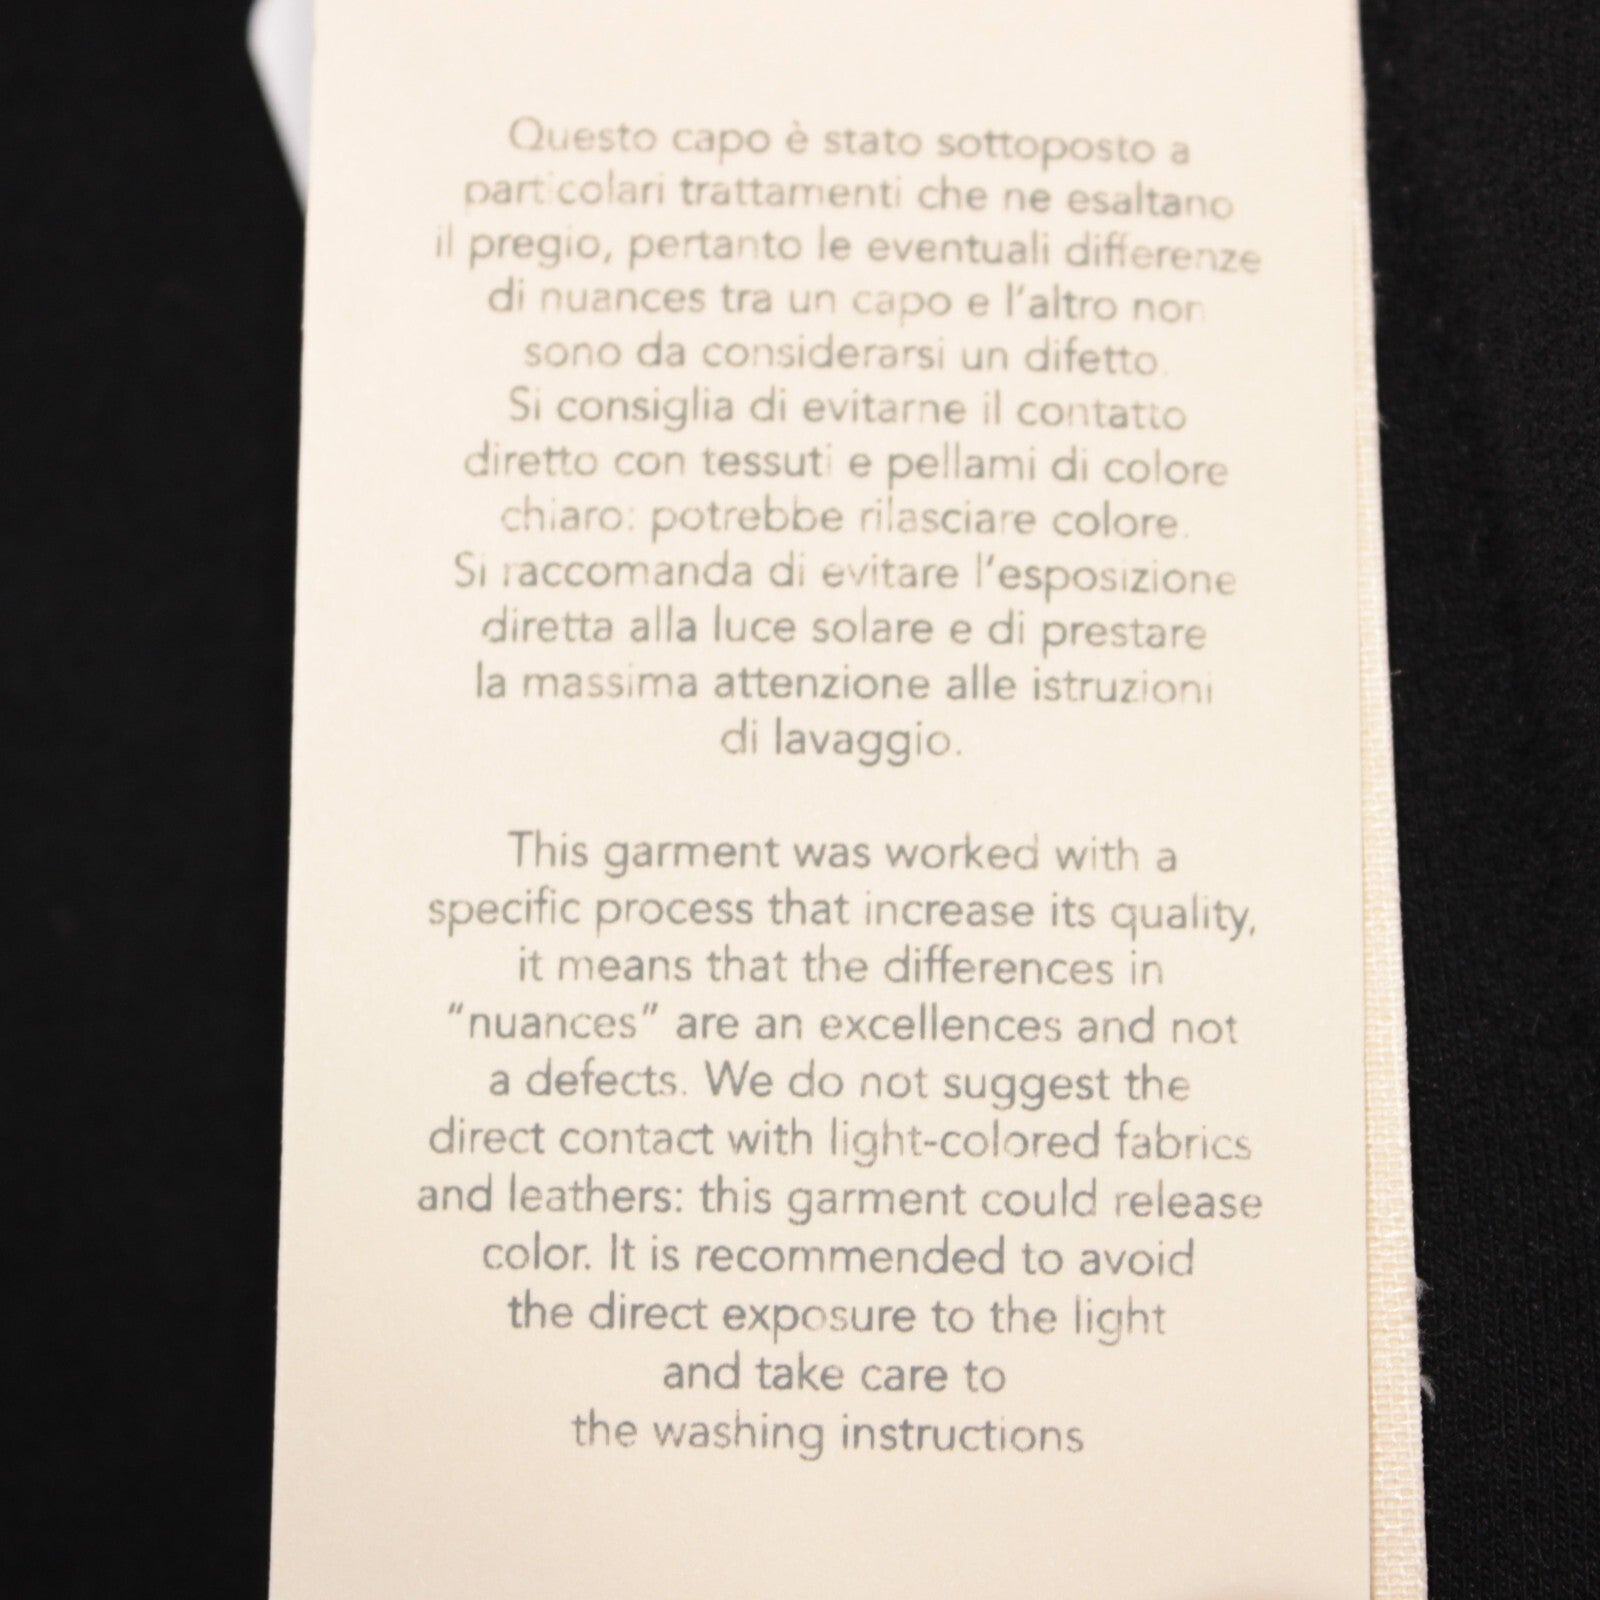 Questo capo è stato sottoposto a
particolari trattamenti che ne esaltano
il pregio, pertanto le eventuali differenze
di nuances tra un capo e l'altro non
sono da considerarsi un difetto.
Si consiglia di evitarne il contatto
diretto con tessuti e pellami di colore
chiaro: potrebbe rilasciare colore.
Si raccomanda di evitare l'esposizione
diretta alla luce solare e di prestare
la massima attenzione alle istruzioni
di lavaggio.
This garment was worked with a
specific process that increase its quality,
it means that the differences in
“nuances” are an excellences and not
a defects. We do not suggest the
direct contact with light-colored fabrics
and leathers: this garment could release
color. It is recommended to avoid
the direct exposure to the light
and take care to
the washing instructions